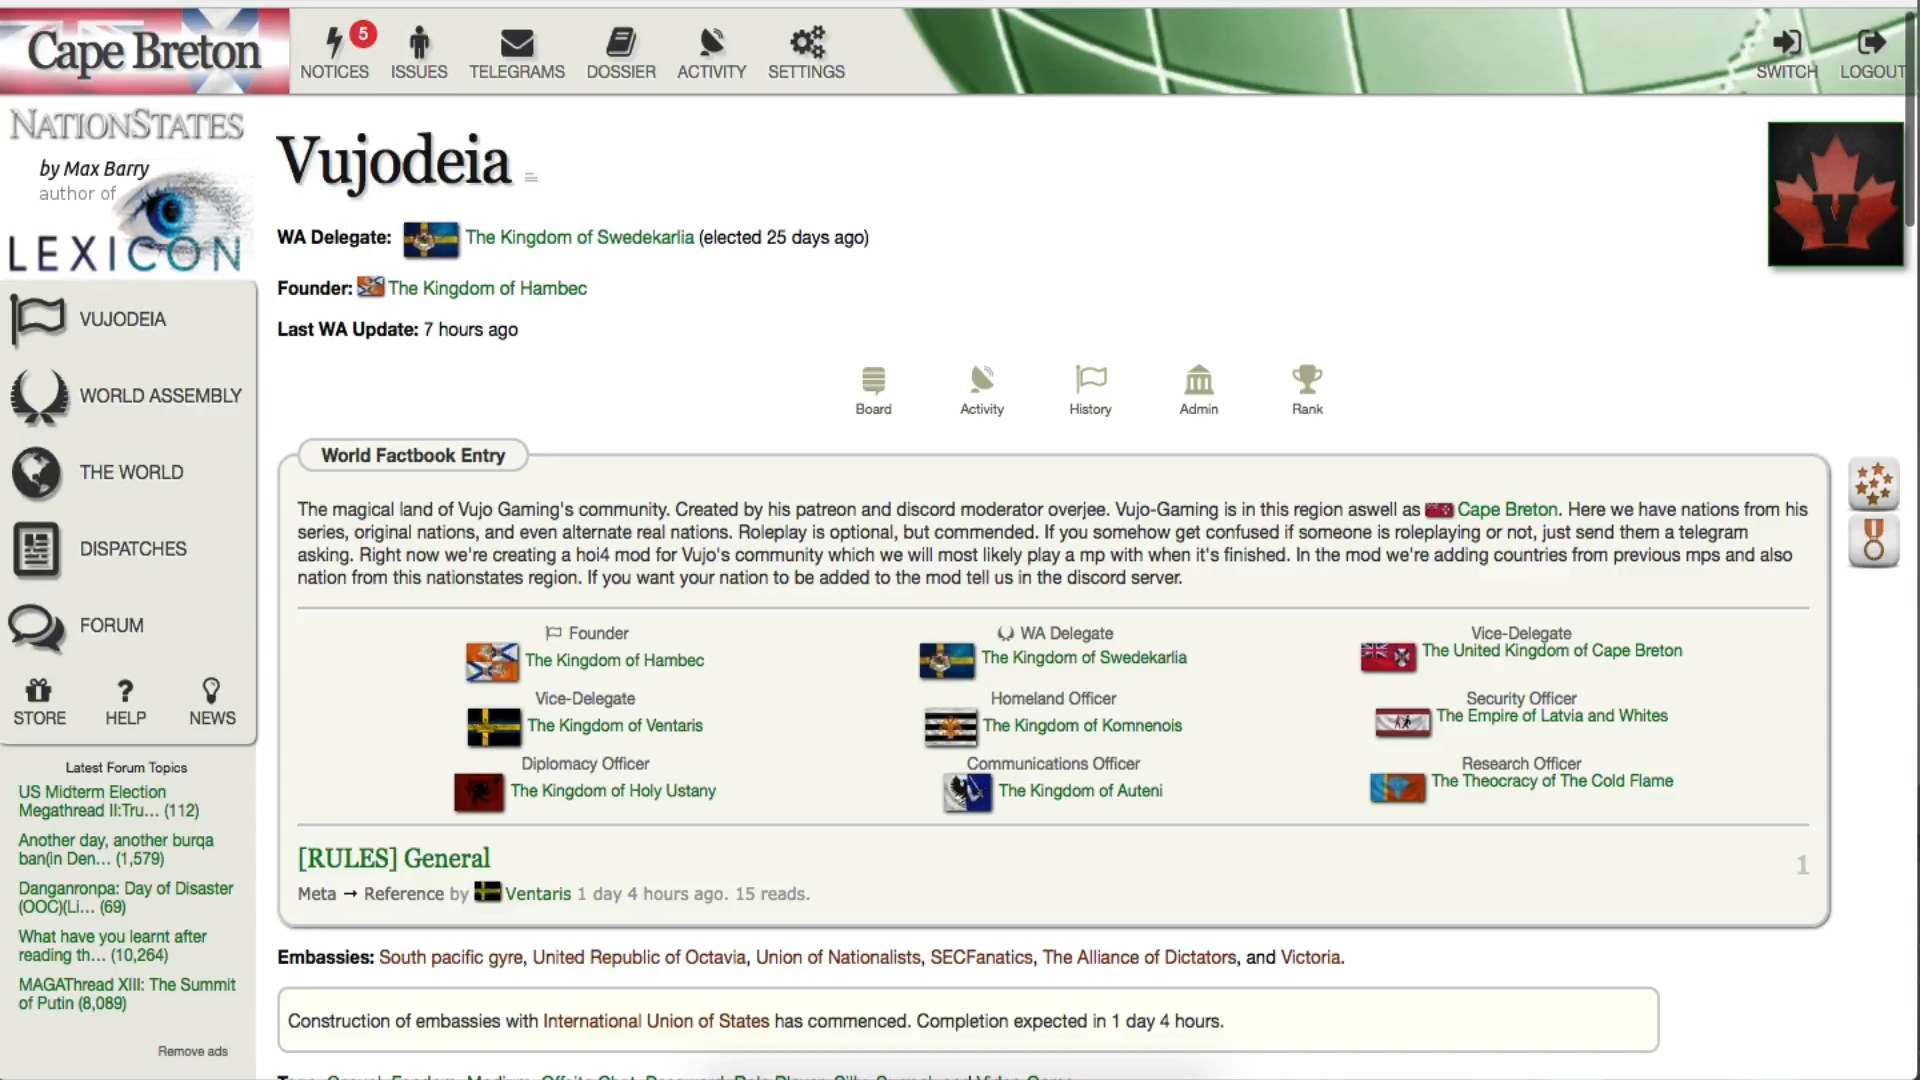 Cape Breton
5
NOTICES ISSUES TELEGRAMS DOSSIER ACTIVITY SETTINGS
SWITCH LOGOUT
NATIONSTATES
by Max Barry
author of
LEXICON
VUJODEIA
WORLD ASSEMBLY
THE WORLD
DISPATCHES
FORUM
STORE HELP NEWS
Latest Forum Topics
US Midterm Election
Megathread II:Tru... (112)
Another day, another burqa
ban(in Den... (1,579)
Danganronpa: Day of Disaster
(OOC)(Li... (69)
What have you learnt after
reading th... (10,264)
MAGAThread XIII: The Summit
of Putin (8,089)
Remove ads
Vujodeia
V
WA Delegate: The Kingdom of Swedekarlia (elected 25 days ago)
Founder: The Kingdom of Hambec
Last WA Update: 7 hours ago
Board Activity History Admin Rank
World Factbook Entry
The magical land of Vujo Gaming's community. Created by his patreon and discord moderator overjee. Vujo-Gaming is in this region aswell as Cape Breton. Here we have nations from his
series, original nations, and even alternate real nations. Roleplay is optional, but commended. If you somehow get confused if someone is roleplaying or not, just send them a telegram
asking. Right now we're creating a hoi4 mod for Vujo's community which we will most likely play a mp with when it's finished. In the mod we're adding countries from previous mps and also
nation from this nationstates region. If you want your nation to be added to the mod tell us in the discord server.
Founder WA Delegate Vice-Delegate
The Kingdom of Hambec The Kingdom of Swedekarlia The United Kingdom of Cape Breton
Vice-Delegate Homeland Officer Security Officer
The Kingdom of Ventaris The Kingdom of Komnenois The Empire of Latvia and Whites
Diplomacy Officer Communications Officer Research Officer
The Kingdom of Holy Ustany The Kingdom of Auteni The Theocracy of The Cold Flame
[RULES] General
1
Meta → Reference by Ventaris 1 day 4 hours ago. 15 reads.
Embassies: South pacific gyre, United Republic of Octavia, Union of Nationalists, SECFanatics, The Alliance of Dictators, and Victoria.
Construction of embassies with International Union of States has commenced. Completion expected in 1 day 4 hours.